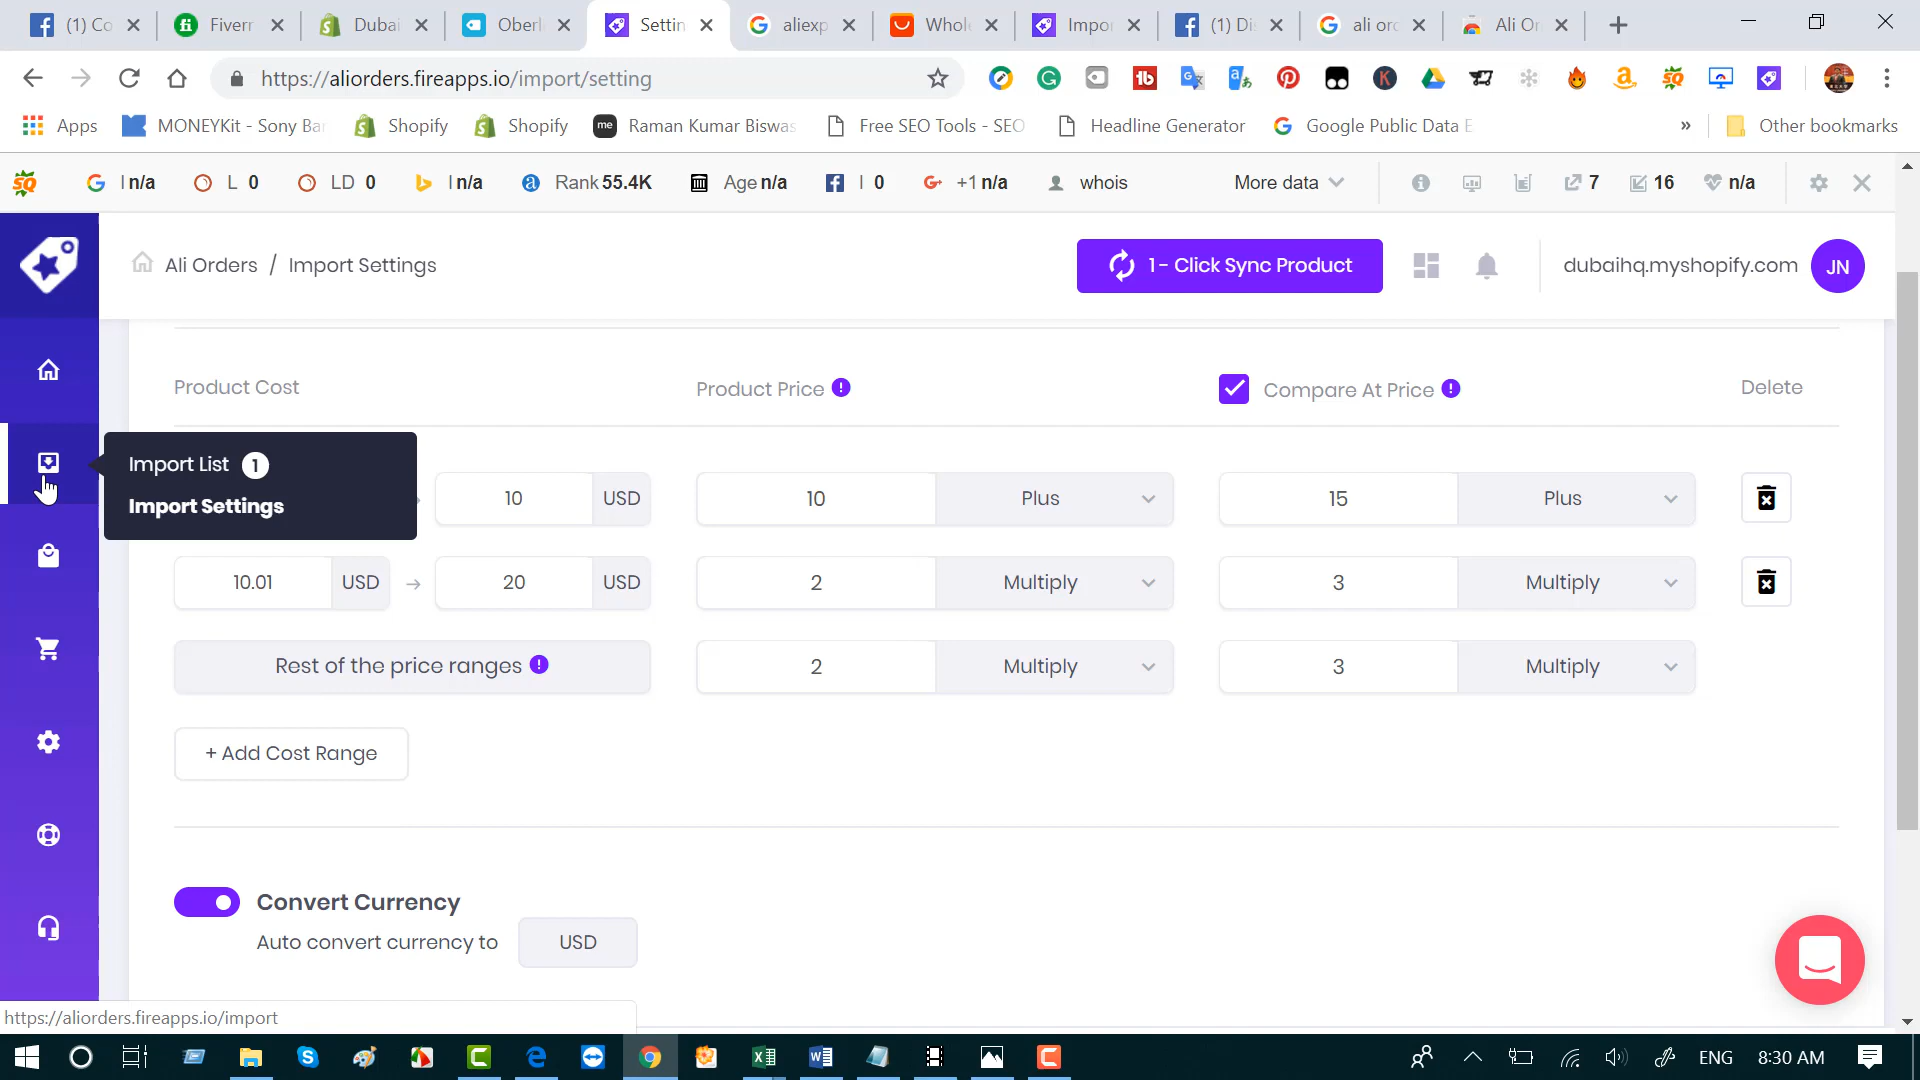 (1) Co
Fiverr
Dubai
Oberl
Settin
aliexp
Whole
Impor
(1) Di
ali ord
Ali Or
https://aliorders.fireapps.io/import/setting
Apps
MONEYKit - Sony Ban
Shopify
Shopify
me
Raman Kumar Biswas
Free SEO Tools - SEO
Headline Generator
Google Public Data E
»
Other bookmarks
I n/a
L 0
LD 0
I n/a
Rank 55.4K
Age n/a
I 0
+1 n/a
whois
More data
7
16
n/a
Ali Orders / Import Settings
1 - Click Sync Product
dubaihq.myshopify.com
JN
Product Cost
Product Price
Compare At Price
Delete
Import List 1
Import Settings
10 USD
10 Plus
15 Plus
10.01 USD → 20 USD
2 Multiply
3 Multiply
Rest of the price ranges
2 Multiply
3 Multiply
+ Add Cost Range
Convert Currency
Auto convert currency to USD
https://aliorders.fireapps.io/import
ENG
8:30 AM